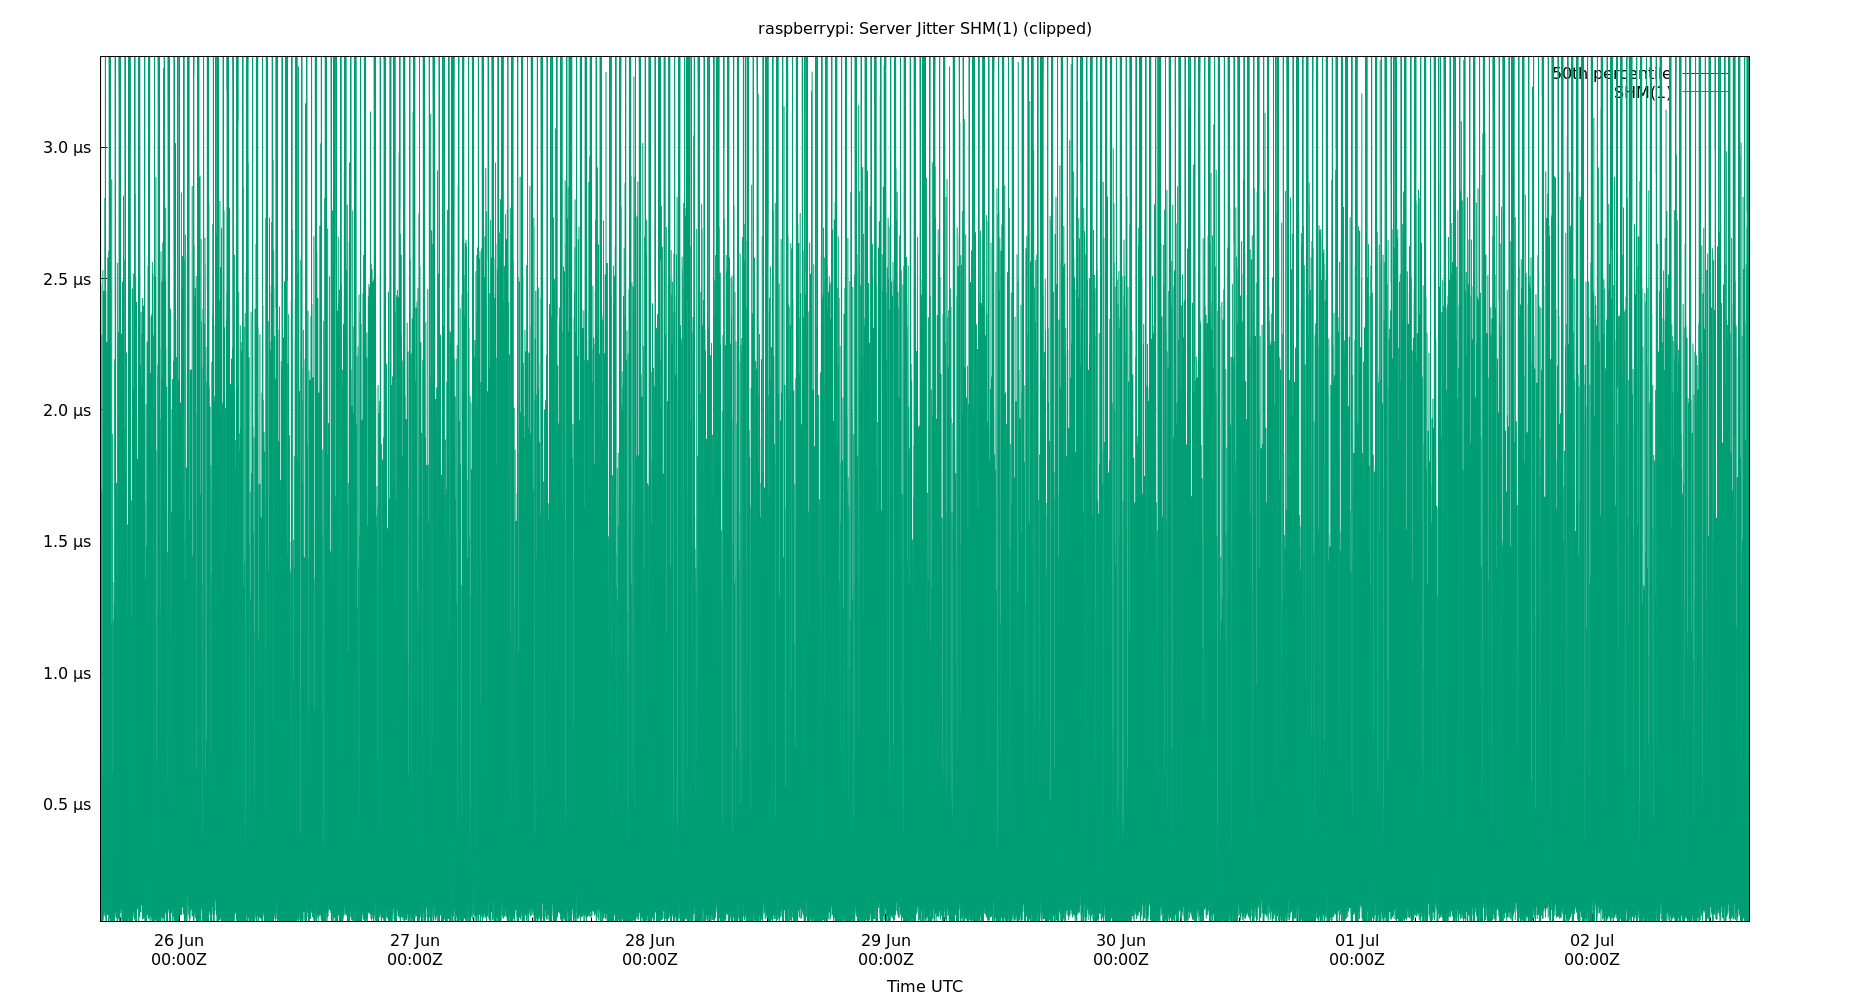 raspberrypi: Server Jitter SHM(1) (clipped)
50th percentile
SHM(1)
3.0 µs
2.5 µs
2.0 µs
1.5 µs
1.0 µs
0.5 µs
26 Jun 27 Jun 28 Jun 29 Jun 30 Jun 01 Jul 02 Jul
00:00Z 00:00Z 00:00Z 00:00Z 00:00Z 00:00Z 00:00Z
Time UTC